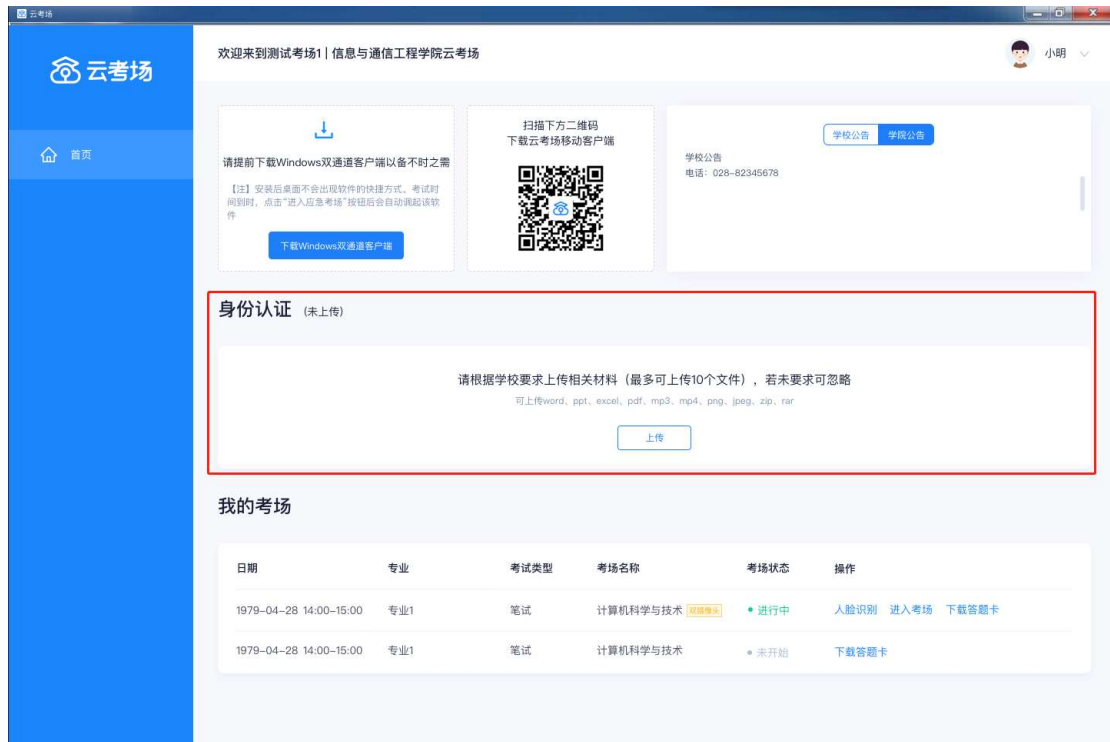 云考场
欢迎来到测试考场1 | 信息与通信工程学院云考场
小明
云考场
首页
请提前下载Windows双通道客户端以备不时之需
【注】安装后桌面不会出现软件的快捷方式。考试时
间到时，点击“进入应急考场”按钮后会自动调起该软
件
下载Windows双通道客户端
扫描下方二维码
下载云考场移动客户端
学校公告 学院公告
学校公告
电话：028-82345678
身份认证 (未上传)
请根据学校要求上传相关材料（最多可上传10个文件），若未要求可忽略
可上传word、ppt、excel、pdf、mp3、mp4、png、jpeg、zip、rar
上传
我的考场
日期 专业 考试类型 考场名称 考场状态 操作
1979-04-28 14:00-15:00 专业1 笔试 计算机科学与技术 双摄像头 进行中 人脸识别 进入考场 下载答题卡
1979-04-28 14:00-15:00 专业1 笔试 计算机科学与技术 未开始 下载答题卡